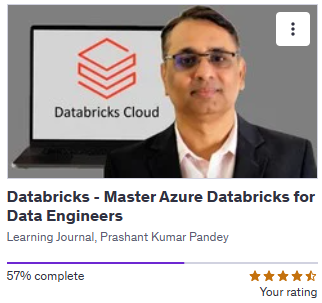 Databricks Cloud
Databricks - Master Azure Databricks for
Data Engineers
Learning Journal, Prashant Kumar Pandey
57% complete
Your rating